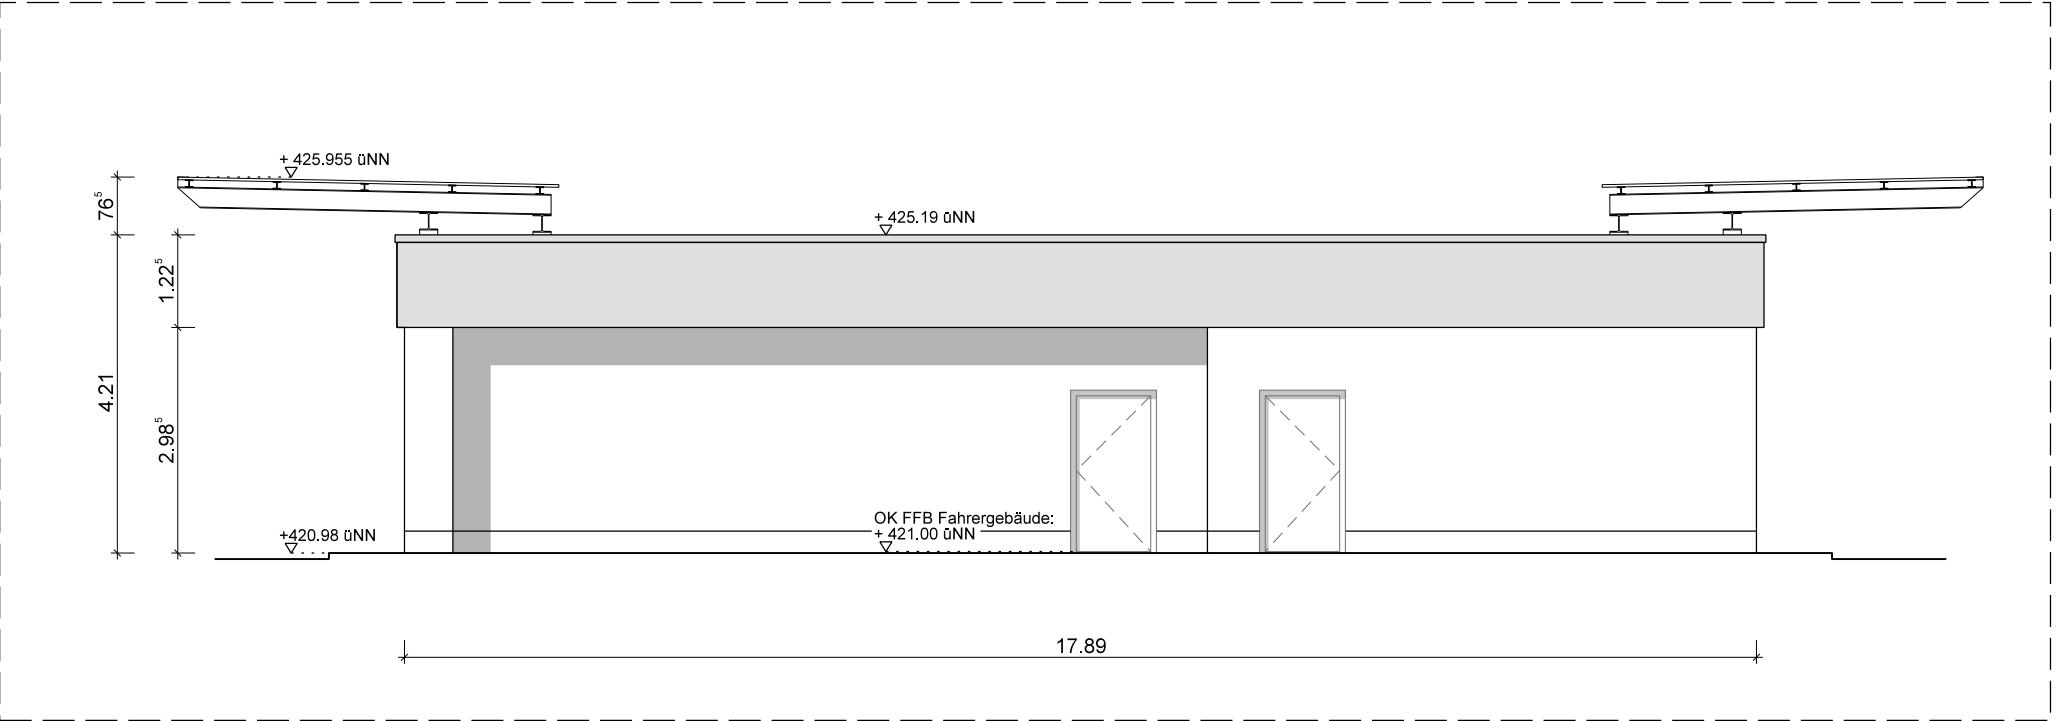 + 425.955 üNN
76⁵
+ 425.19 üNN
1.22⁵
4.21
2.98⁵
OK FFB Fahrergebäude:
+ 421.00 üNN
+420.98 üNN
17.89